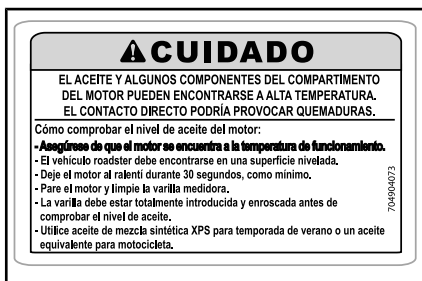 ⚠CUIDADO
EL ACEITE Y ALGUNOS COMPONENTES DEL COMPARTIMENTO
DEL MOTOR PUEDEN ENCONTRARSE A ALTA TEMPERATURA.
EL CONTACTO DIRECTO PODRÍA PROVOCAR QUEMADURAS.
Cómo comprobar el nivel de aceite del motor:
- Asegúrese de que el motor se encuentra a la temperatura de funcionamiento.
- El vehículo roadster debe encontrarse en una superficie nivelada.
- Deje el motor al ralentí durante 30 segundos, como mínimo.
- Pare el motor y limpie la varilla medidora.
- La varilla debe estar totalmente introducida y enroscada antes de
comprobar el nivel de aceite.
- Utilice aceite de mezcla sintética XPS para temporada de verano o un aceite
equivalente para motocicleta.
704904073